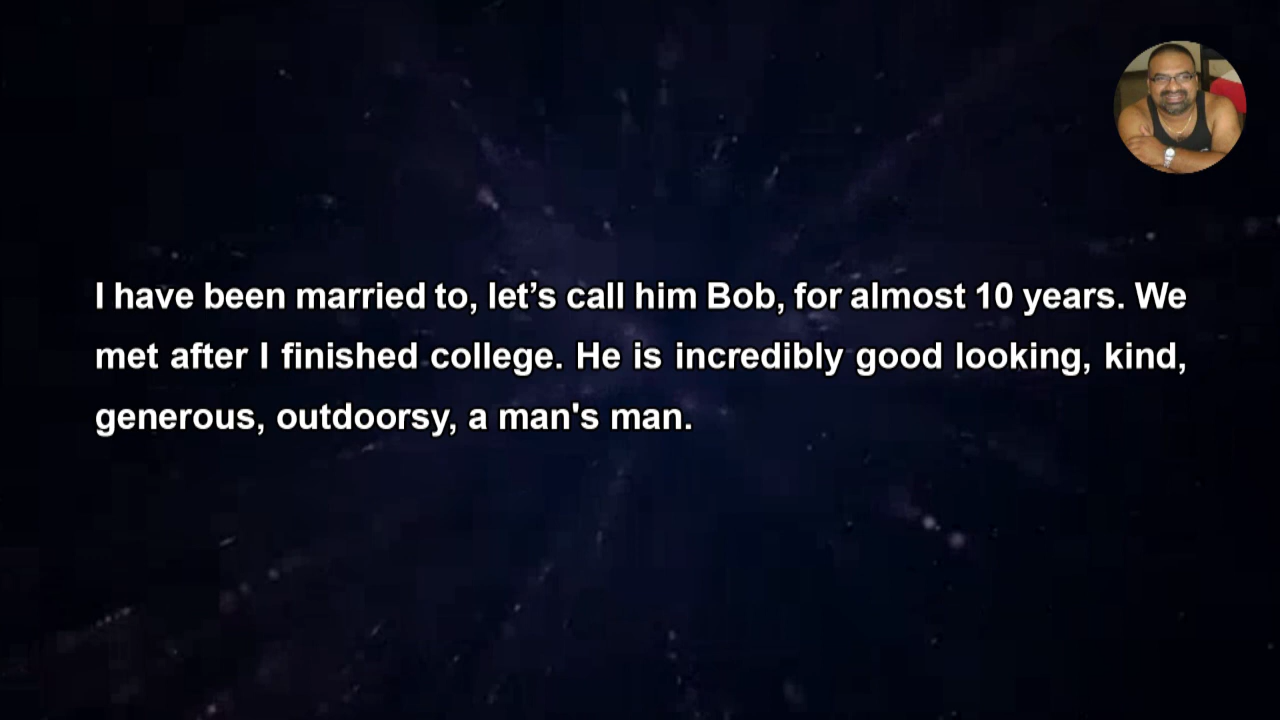 I have been married to, let’s call him Bob, for almost 10 years. We
met after I finished college. He is incredibly good looking, kind,
generous, outdoorsy, a man's man.